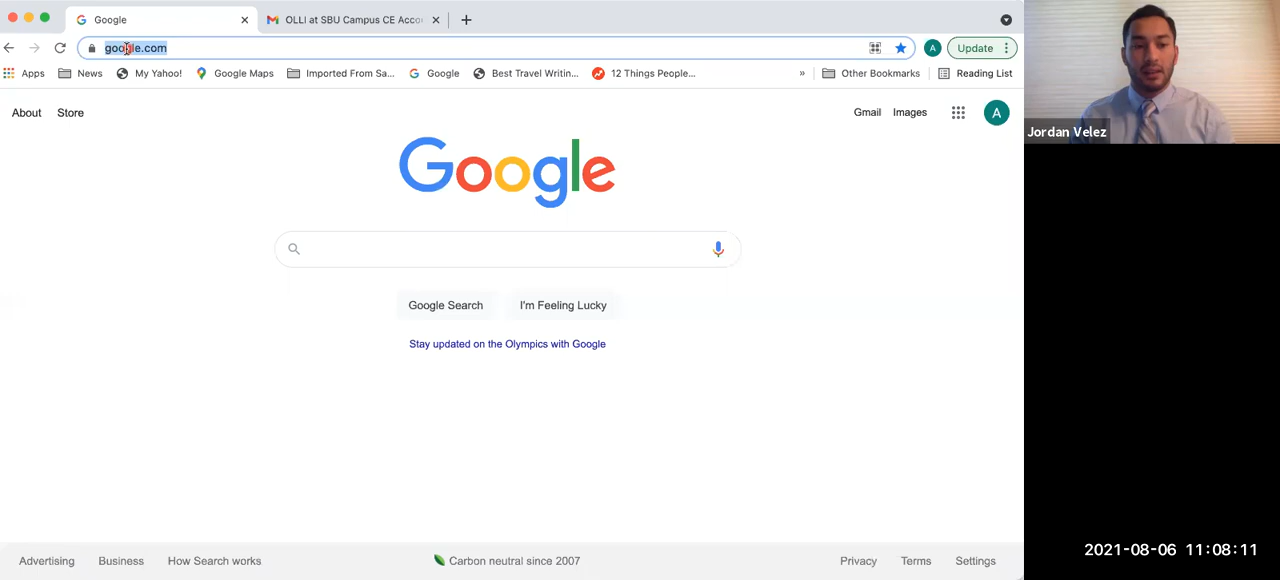 Google
OLLI at SBU Campus CE Acco
google.com
A
Update
Apps
News
My Yahoo!
Google Maps
Imported From Sa...
Google
Best Travel Writin...
12 Things People...
»
Other Bookmarks
Reading List
About
Store
Gmail
Images
A
Google
Google Search
I'm Feeling Lucky
Stay updated on the Olympics with Google
Advertising
Business
How Search works
Carbon neutral since 2007
Privacy
Terms
Settings
Jordan Velez
2021-08-06 11:08:11